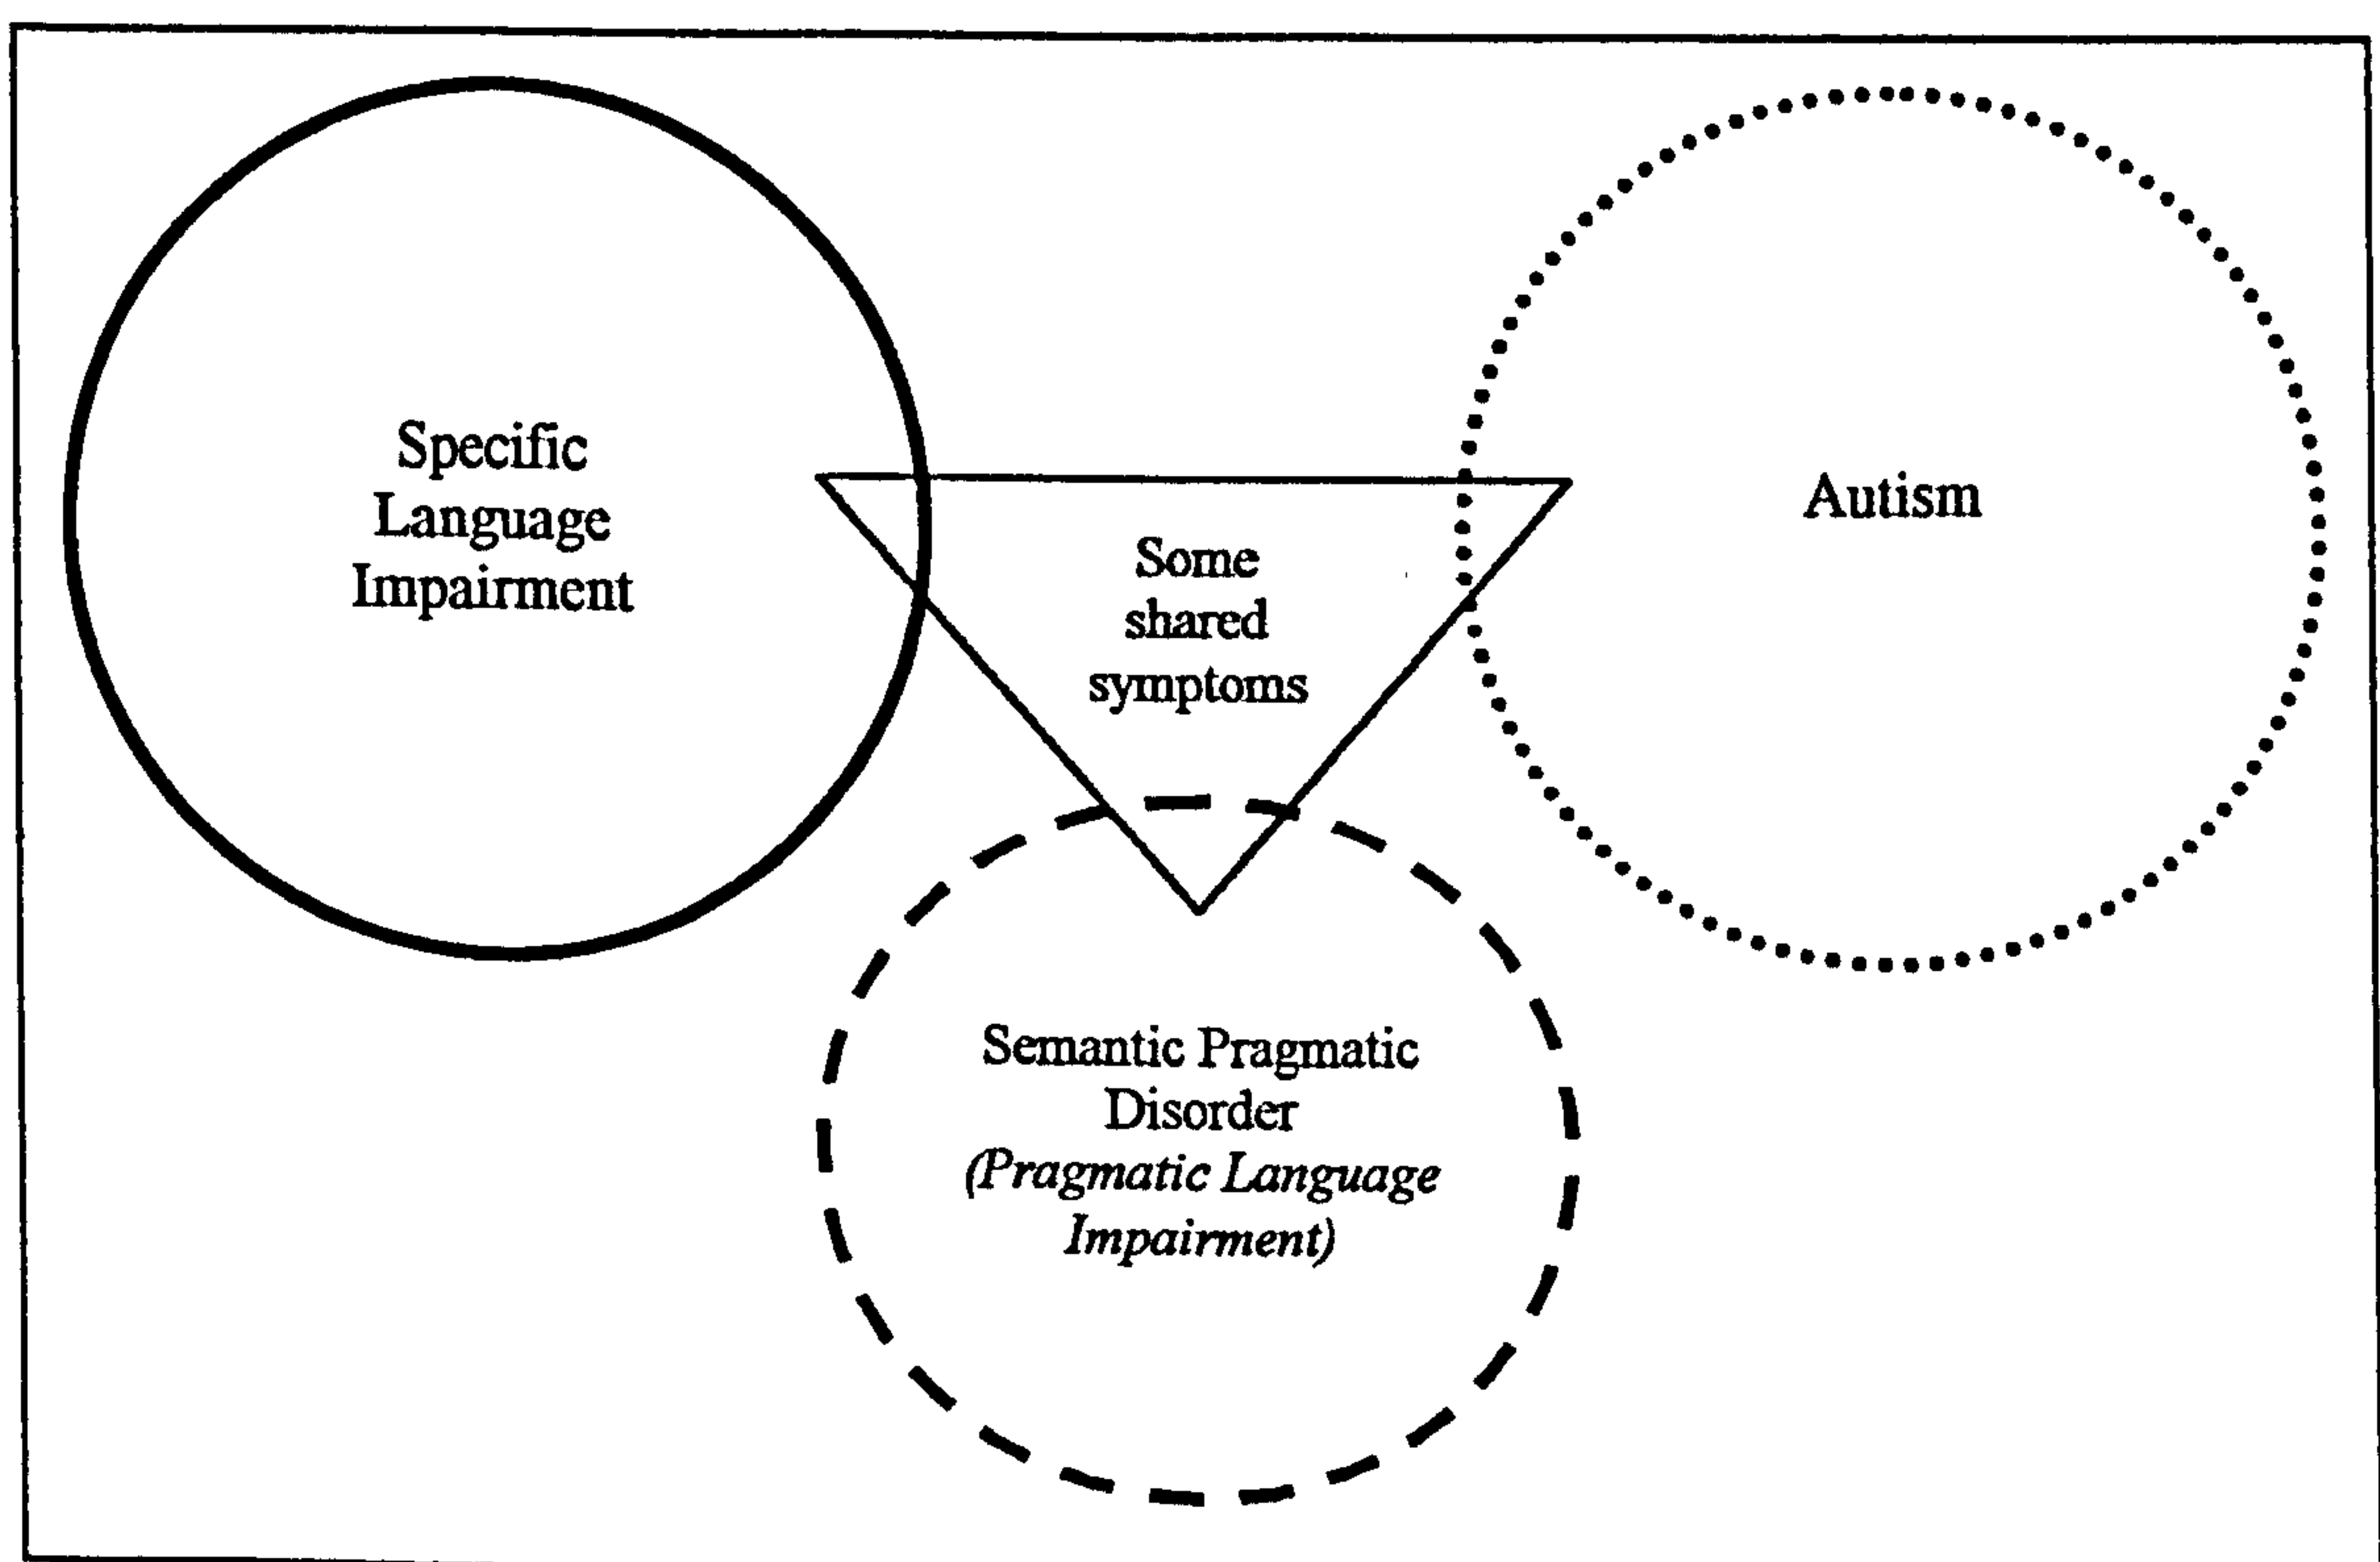 Specific
Language
Impairment
Autism
Some
shared
symptoms
Semantic Pragmatic
Disorder
(Pragmatic Language
Impairment)